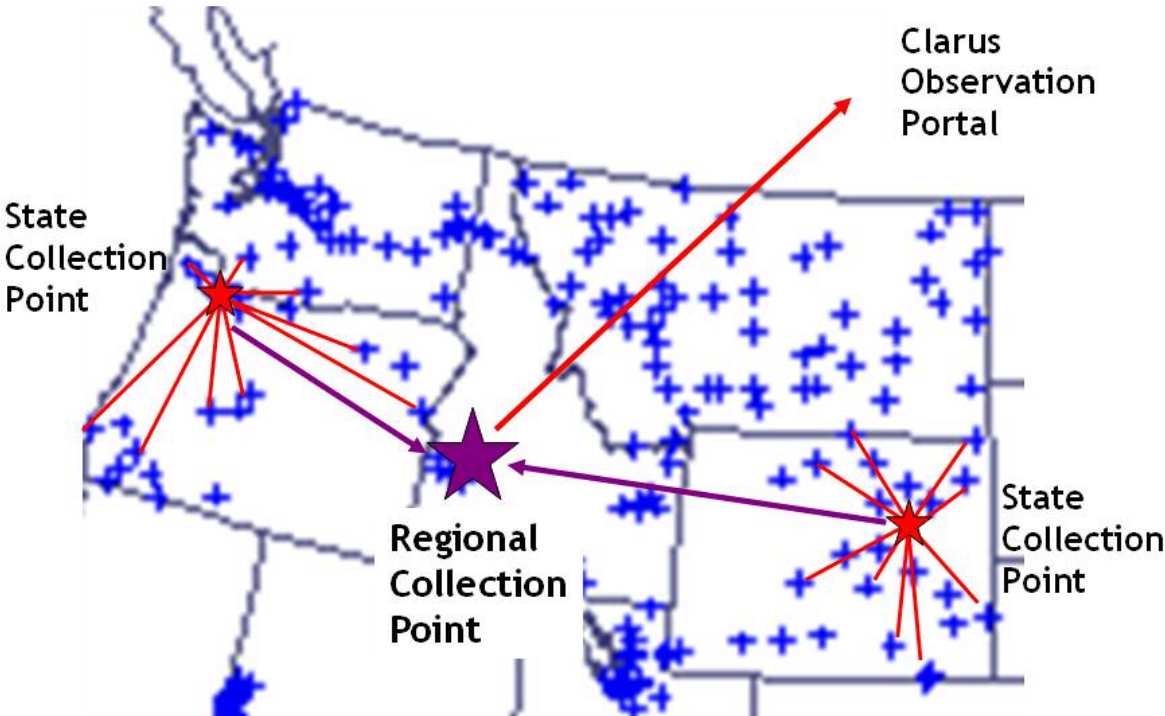 Clarus
Observation
Portal
State
Collection
Point
Regional
Collection
Point
State
Collection
Point